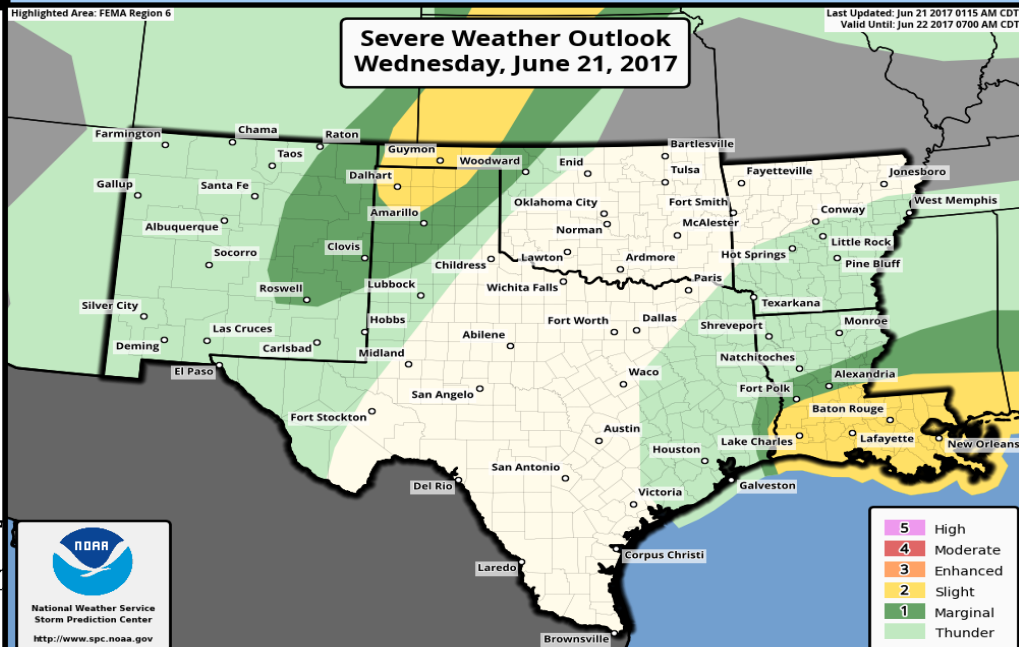 Highlighted Area: FEMA Region 6
Last Updated: Jun 21 2017 0115 AM CDT
Valid Until: Jun 22 2017 0700 AM CDT
Severe Weather Outlook
Wednesday, June 21, 2017
Farmington
Chama
Raton
Taos
Guymon
Woodward
Enid
Bartlesville
Tulsa
Fayetteville
Jonesboro
Gallup
Santa Fe
Dalhart
Albuquerque
Amarillo
Oklahoma City
Fort Smith
West Memphis
Norman
McAlester
Conway
Socorro
Clovis
Childress
Lawton
Ardmore
Hot Springs
Little Rock
Pine Bluff
Silver City
Roswell
Lubbock
Wichita Falls
Paris
Texarkana
Deming
Las Cruces
Carlsbad
Hobbs
Abilene
Fort Worth
Dallas
Shreveport
Monroe
El Paso
Midland
San Angelo
Waco
Natchitoches
Alexandria
Fort Polk
Fort Stockton
Austin
Baton Rouge
Houston
Lake Charles
Lafayette
New Orleans
Del Rio
San Antonio
Victoria
Galveston
Laredo
Corpus Christi
Brownsville
NOAA
National Weather Service
Storm Prediction Center
http://www.spc.noaa.gov
5 High
4 Moderate
3 Enhanced
2 Slight
1 Marginal
Thunder